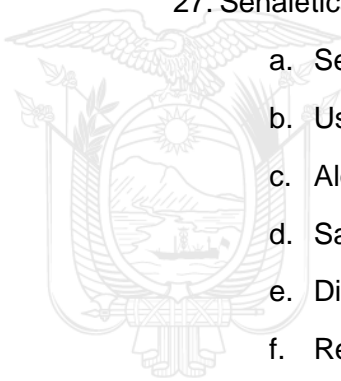 27. Señalétic
a. Se
b. Us
c. Al
d. Sa
e. Di
f. Re